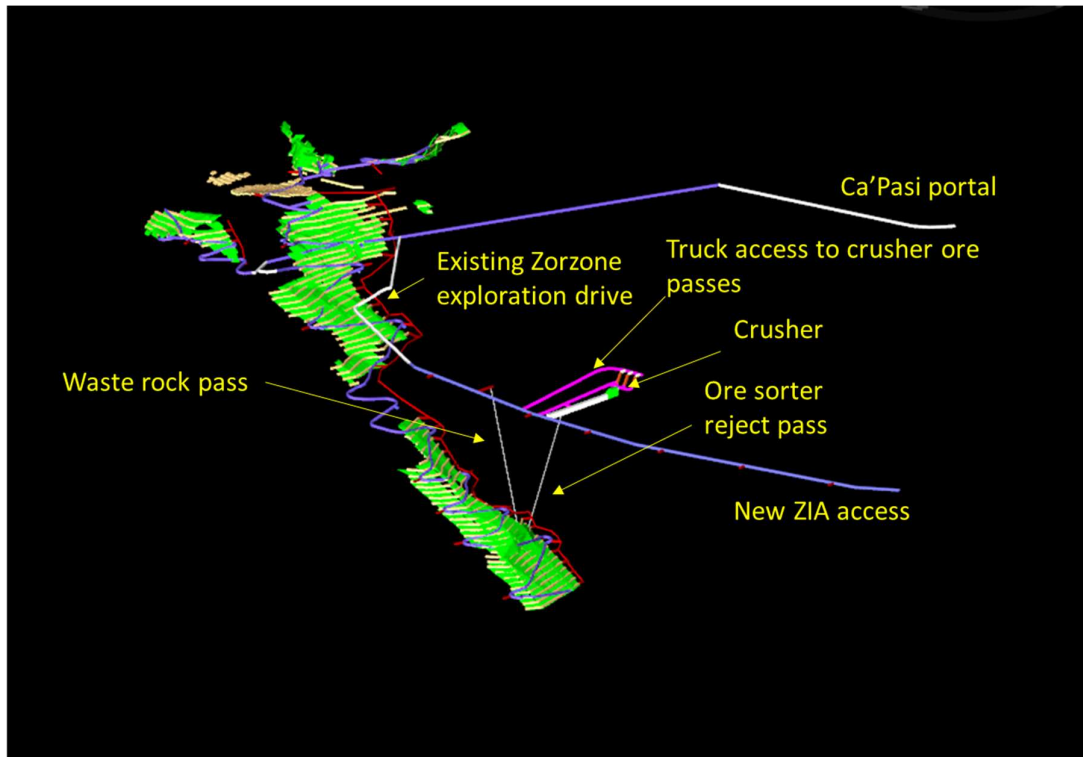 Ca'Pasi portal
Existing Zorzone
exploration drive
Truck access to crusher ore
passes
Crusher
Waste rock pass
Ore sorter
reject pass
New ZIA access